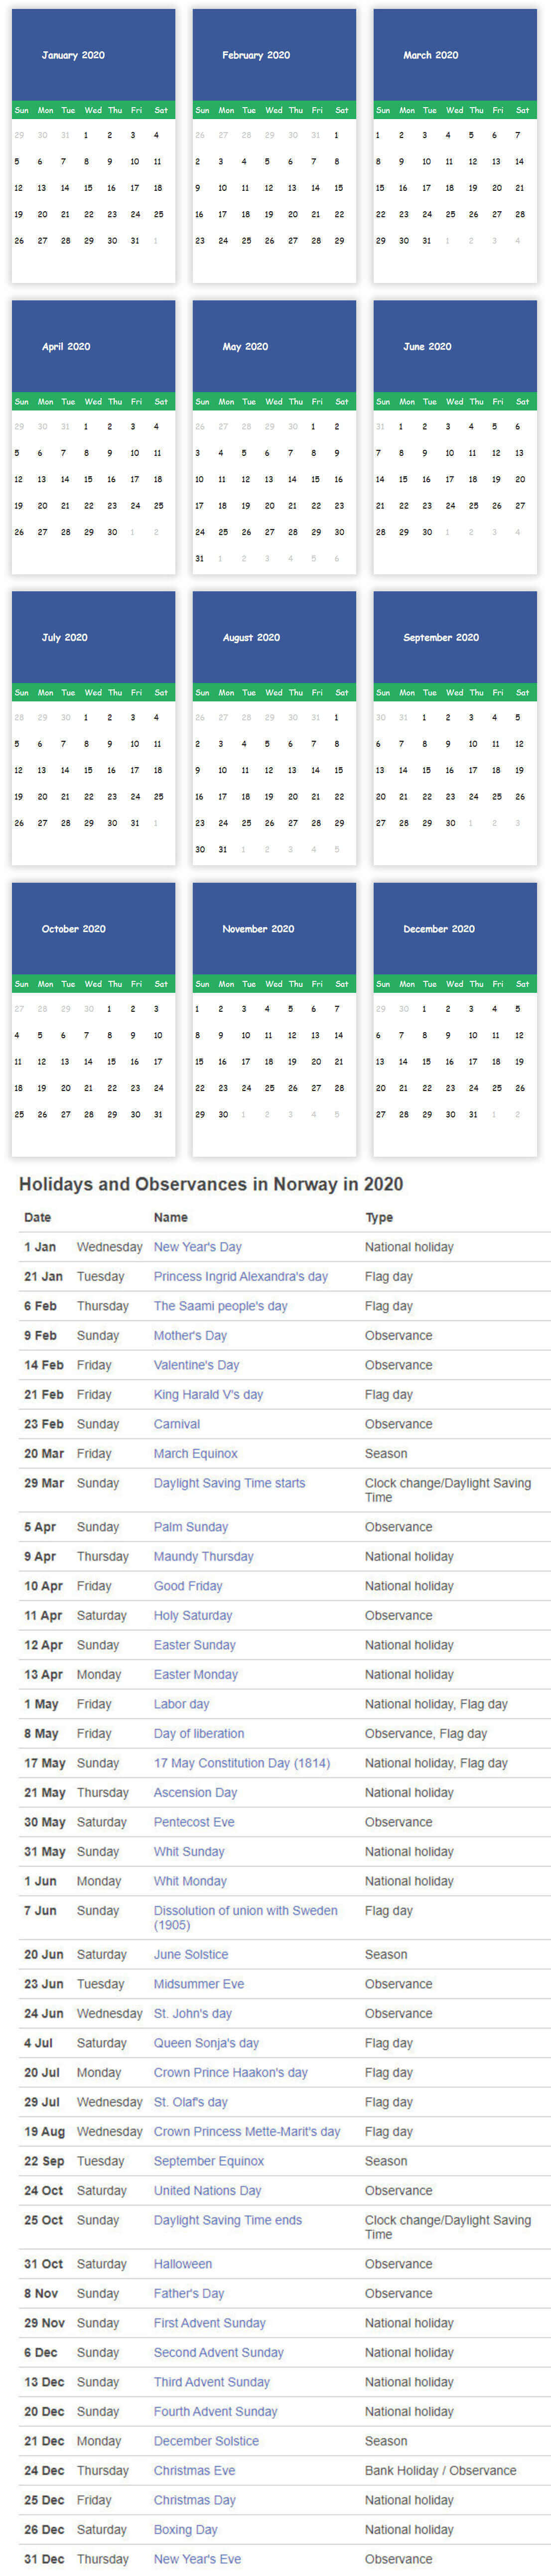 January 2020
Sun Mon Tue Wed Thu Fri Sat
29 30 31 1 2 3 4
5 6 7 8 9 10 11
12 13 14 15 16 17 18
19 20 21 22 23 24 25
26 27 28 29 30 31 1
February 2020
Sun Mon Tue Wed Thu Fri Sat
26 27 28 29 30 31 1
2 3 4 5 6 7 8
9 10 11 12 13 14 15
16 17 18 19 20 21 22
23 24 25 26 27 28 29
March 2020
Sun Mon Tue Wed Thu Fri Sat
1 2 3 4 5 6 7
8 9 10 11 12 13 14
15 16 17 18 19 20 21
22 23 24 25 26 27 28
29 30 31 1 2 3 4
April 2020
Sun Mon Tue Wed Thu Fri Sat
29 30 31 1 2 3 4
5 6 7 8 9 10 11
12 13 14 15 16 17 18
19 20 21 22 23 24 25
26 27 28 29 30 1 2
May 2020
Sun Mon Tue Wed Thu Fri Sat
26 27 28 29 30 1 2
3 4 5 6 7 8 9
10 11 12 13 14 15 16
17 18 19 20 21 22 23
24 25 26 27 28 29 30
31 1 2 3 4 5 6
June 2020
Sun Mon Tue Wed Thu Fri Sat
31 1 2 3 4 5 6
7 8 9 10 11 12 13
14 15 16 17 18 19 20
21 22 23 24 25 26 27
28 29 30 1 2 3 4
July 2020
Sun Mon Tue Wed Thu Fri Sat
28 29 30 1 2 3 4
5 6 7 8 9 10 11
12 13 14 15 16 17 18
19 20 21 22 23 24 25
26 27 28 29 30 31 1
August 2020
Sun Mon Tue Wed Thu Fri Sat
26 27 28 29 30 31 1
2 3 4 5 6 7 8
9 10 11 12 13 14 15
16 17 18 19 20 21 22
23 24 25 26 27 28 29
30 31 1 2 3 4 5
September 2020
Sun Mon Tue Wed Thu Fri Sat
30 31 1 2 3 4 5
6 7 8 9 10 11 12
13 14 15 16 17 18 19
20 21 22 23 24 25 26
27 28 29 30 1 2 3
October 2020
Sun Mon Tue Wed Thu Fri Sat
27 28 29 30 1 2 3
4 5 6 7 8 9 10
11 12 13 14 15 16 17
18 19 20 21 22 23 24
25 26 27 28 29 30 31
November 2020
Sun Mon Tue Wed Thu Fri Sat
1 2 3 4 5 6 7
8 9 10 11 12 13 14
15 16 17 18 19 20 21
22 23 24 25 26 27 28
29 30 1 2 3 4 5
December 2020
Sun Mon Tue Wed Thu Fri Sat
29 30 1 2 3 4 5
6 7 8 9 10 11 12
13 14 15 16 17 18 19
20 21 22 23 24 25 26
27 28 29 30 31 1 2
Holidays and Observances in Norway in 2020
Date Name Type
1 Jan Wednesday New Year's Day National holiday
21 Jan Tuesday Princess Ingrid Alexandra's day Flag day
6 Feb Thursday The Saami people's day Flag day
9 Feb Sunday Mother's Day Observance
14 Feb Friday Valentine's Day Observance
21 Feb Friday King Harald V's day Flag day
23 Feb Sunday Carnival Observance
20 Mar Friday March Equinox Season
29 Mar Sunday Daylight Saving Time starts Clock change/Daylight Saving
Time
5 Apr Sunday Palm Sunday Observance
9 Apr Thursday Maundy Thursday National holiday
10 Apr Friday Good Friday National holiday
11 Apr Saturday Holy Saturday Observance
12 Apr Sunday Easter Sunday National holiday
13 Apr Monday Easter Monday National holiday
1 May Friday Labor day National holiday, Flag day
8 May Friday Day of liberation Observance, Flag day
17 May Sunday 17 May Constitution Day (1814) National holiday, Flag day
21 May Thursday Ascension Day National holiday
30 May Saturday Pentecost Eve Observance
31 May Sunday Whit Sunday National holiday
1 Jun Monday Whit Monday National holiday
7 Jun Sunday Dissolution of union with Sweden Flag day
(1905)
20 Jun Saturday June Solstice Season
23 Jun Tuesday Midsummer Eve Observance
24 Jun Wednesday St. John's day Observance
4 Jul Saturday Queen Sonja's day Flag day
20 Jul Monday Crown Prince Haakon's day Flag day
29 Jul Wednesday St. Olaf's day Flag day
19 Aug Wednesday Crown Princess Mette-Marit's day Flag day
22 Sep Tuesday September Equinox Season
24 Oct Saturday United Nations Day Observance
25 Oct Sunday Daylight Saving Time ends Clock change/Daylight Saving
Time
31 Oct Saturday Halloween Observance
8 Nov Sunday Father's Day Observance
29 Nov Sunday First Advent Sunday National holiday
6 Dec Sunday Second Advent Sunday National holiday
13 Dec Sunday Third Advent Sunday National holiday
20 Dec Sunday Fourth Advent Sunday National holiday
21 Dec Monday December Solstice Season
24 Dec Thursday Christmas Eve Bank Holiday / Observance
25 Dec Friday Christmas Day National holiday
26 Dec Saturday Boxing Day National holiday
31 Dec Thursday New Year's Eve Observance